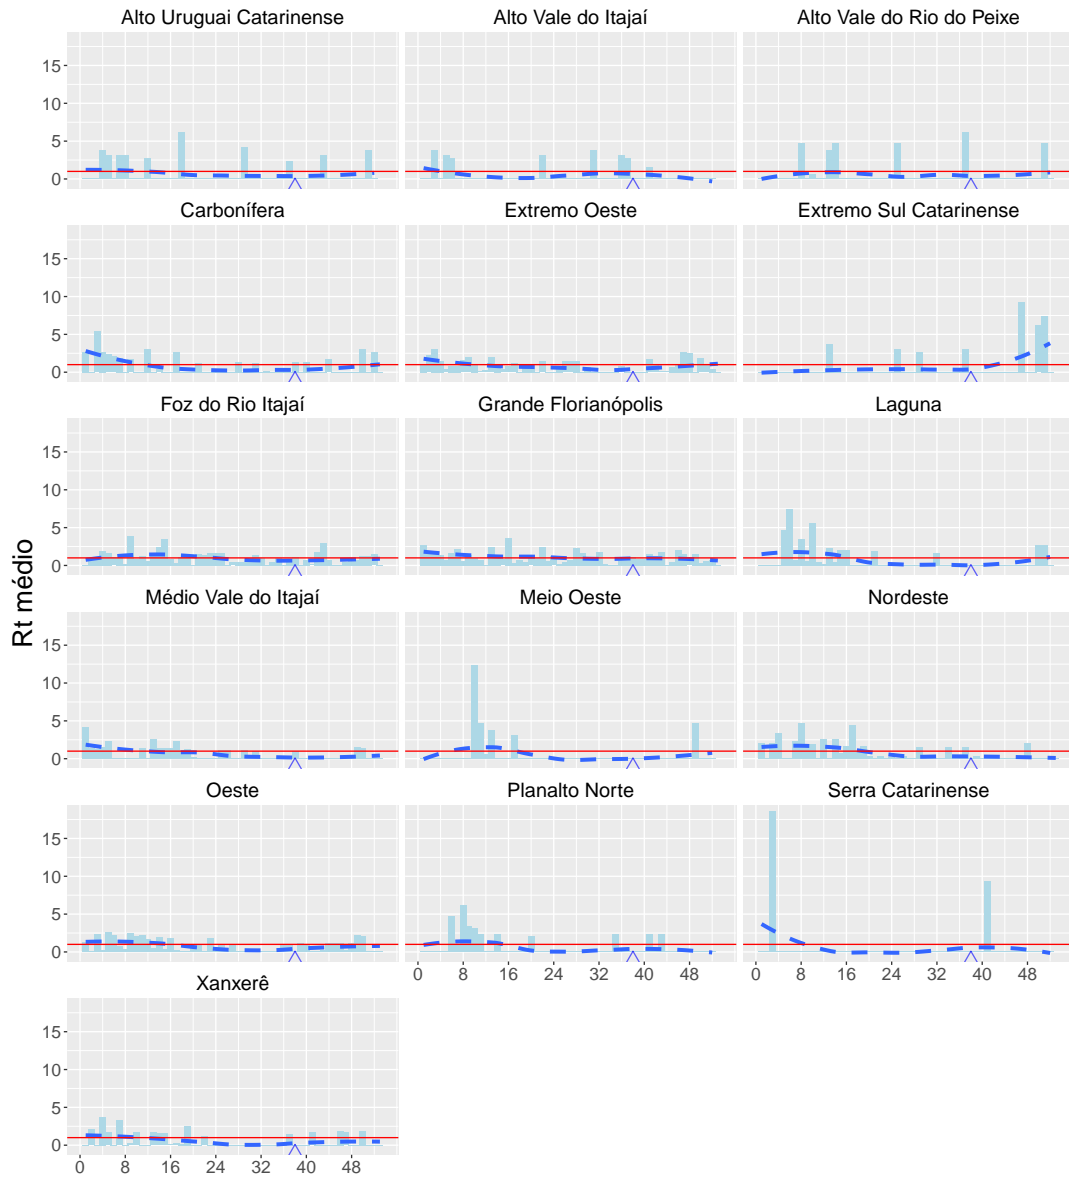 Alto Uruguai Catarinense Alto Vale do Itajaí Alto Vale do Rio do Peixe
15
10
5
0
Carbonífera Extremo Oeste Extremo Sul Catarinense
15
10
5
0
Foz do Rio Itajaí Grande Florianópolis Laguna
15
10
5
0
Rt médio
Médio Vale do Itajaí Meio Oeste Nordeste
15
10
5
0
Oeste Planalto Norte Serra Catarinense
15
10
5
0
0 8 16 24 32 40 48 0 8 16 24 32 40 48
Xanxerê
15
10
5
0
0 8 16 24 32 40 48